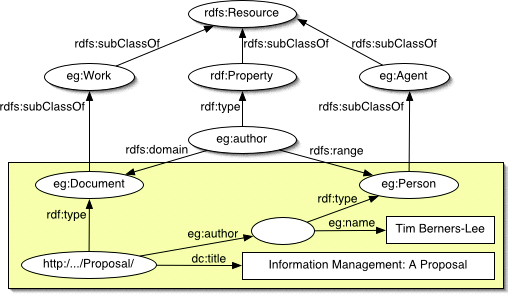 rdfs:Resource
rdfs:subClassOf
rdfs:subClassOf
rdfs:subClassOf
eg:Work
rdf:Property
eg:Agent
rdfs:subClassOf
rdf:type
rdfs:subClassOf
eg:author
rdfs:domain
rdfs:range
eg:Document
eg:Person
rdf:type
rdf:type
eg:author
eg:name
Tim Berners-Lee
http:/.../Proposal/
dc:title
Information Management: A Proposal